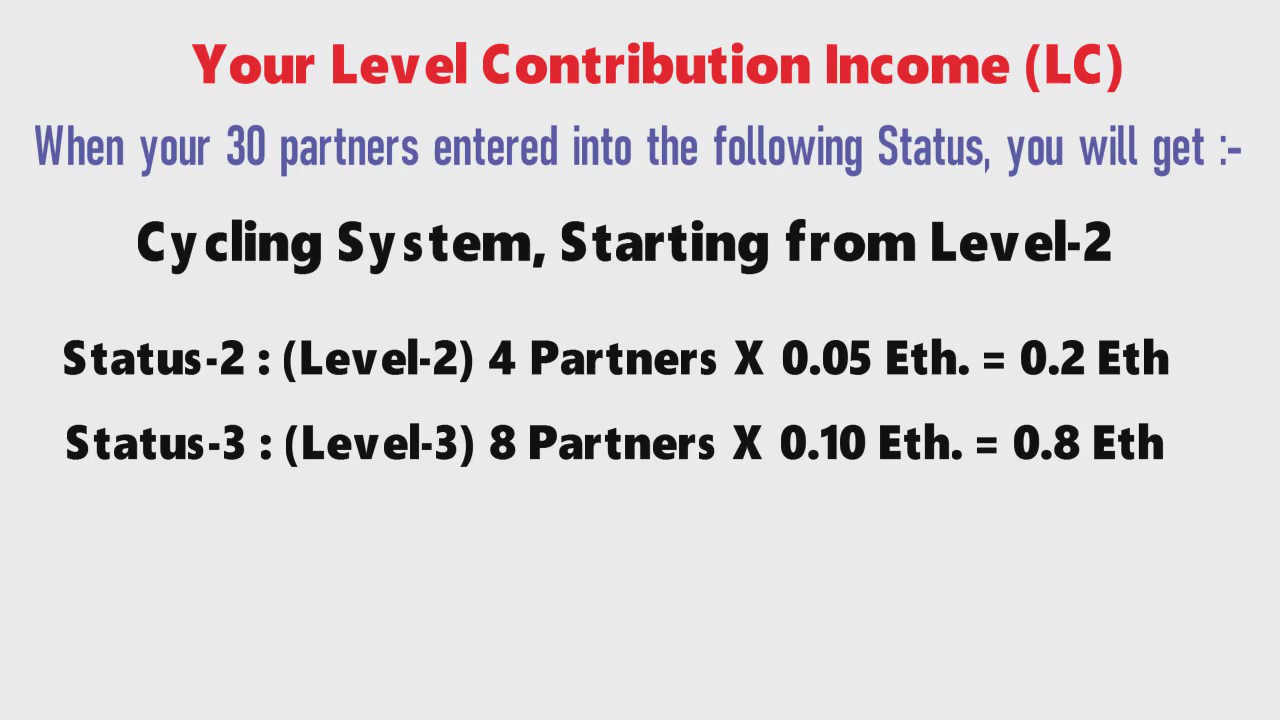 Your Level Contribution Income (LC)
When your 30 partners entered into the following Status, you will get :-
Cycling System, Starting from Level-2
Status-2 : (Level-2) 4 Partners X 0.05 Eth. = 0.2 Eth
Status-3 : (Level-3) 8 Partners X 0.10 Eth. = 0.8 Eth